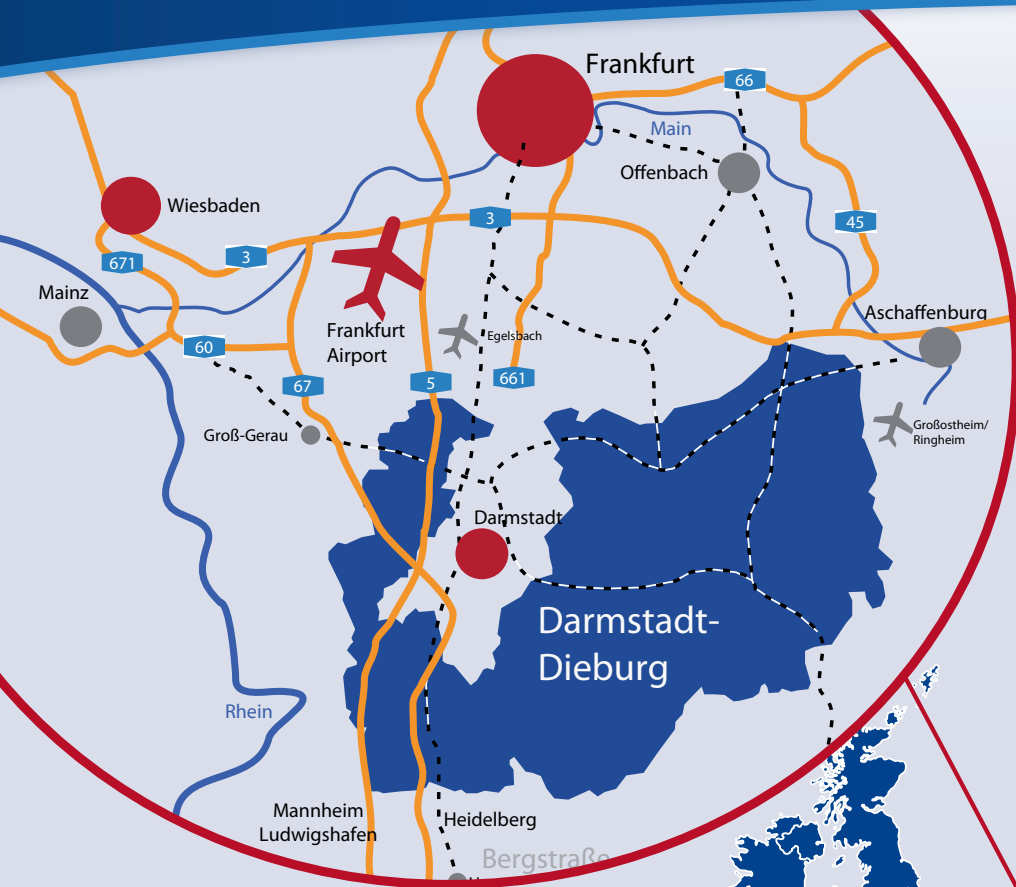 Frankfurt
66
Main
Offenbach
Wiesbaden
3
45
671
3
Mainz
Aschaffenburg
Frankfurt
Airport
Egelsbach
60
67
5
661
Groß-Gerau
Großostheim/
Ringheim
Darmstadt
Darmstadt-
Dieburg
Rhein
Mannheim
Ludwigshafen
Heidelberg
Bergstraße